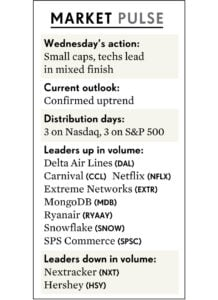 MARKET PULSE
Wednesday's action:
Small caps, techs lead
in mixed finish
Current outlook:
Confirmed uptrend
Distribution days:
3 on Nasdaq, 3 on S&P 500
Leaders up in volume:
Delta Air Lines (DAL)
Carnival (CCL) Netflix (NFLX)
Extreme Networks (EXTR)
MongoDB (MDB)
Ryanair (RYAAY)
Snowflake (SNOW)
SPS Commerce (SPSC)
Leaders down in volume:
Nextracker (NXT)
Hershey (HSY)